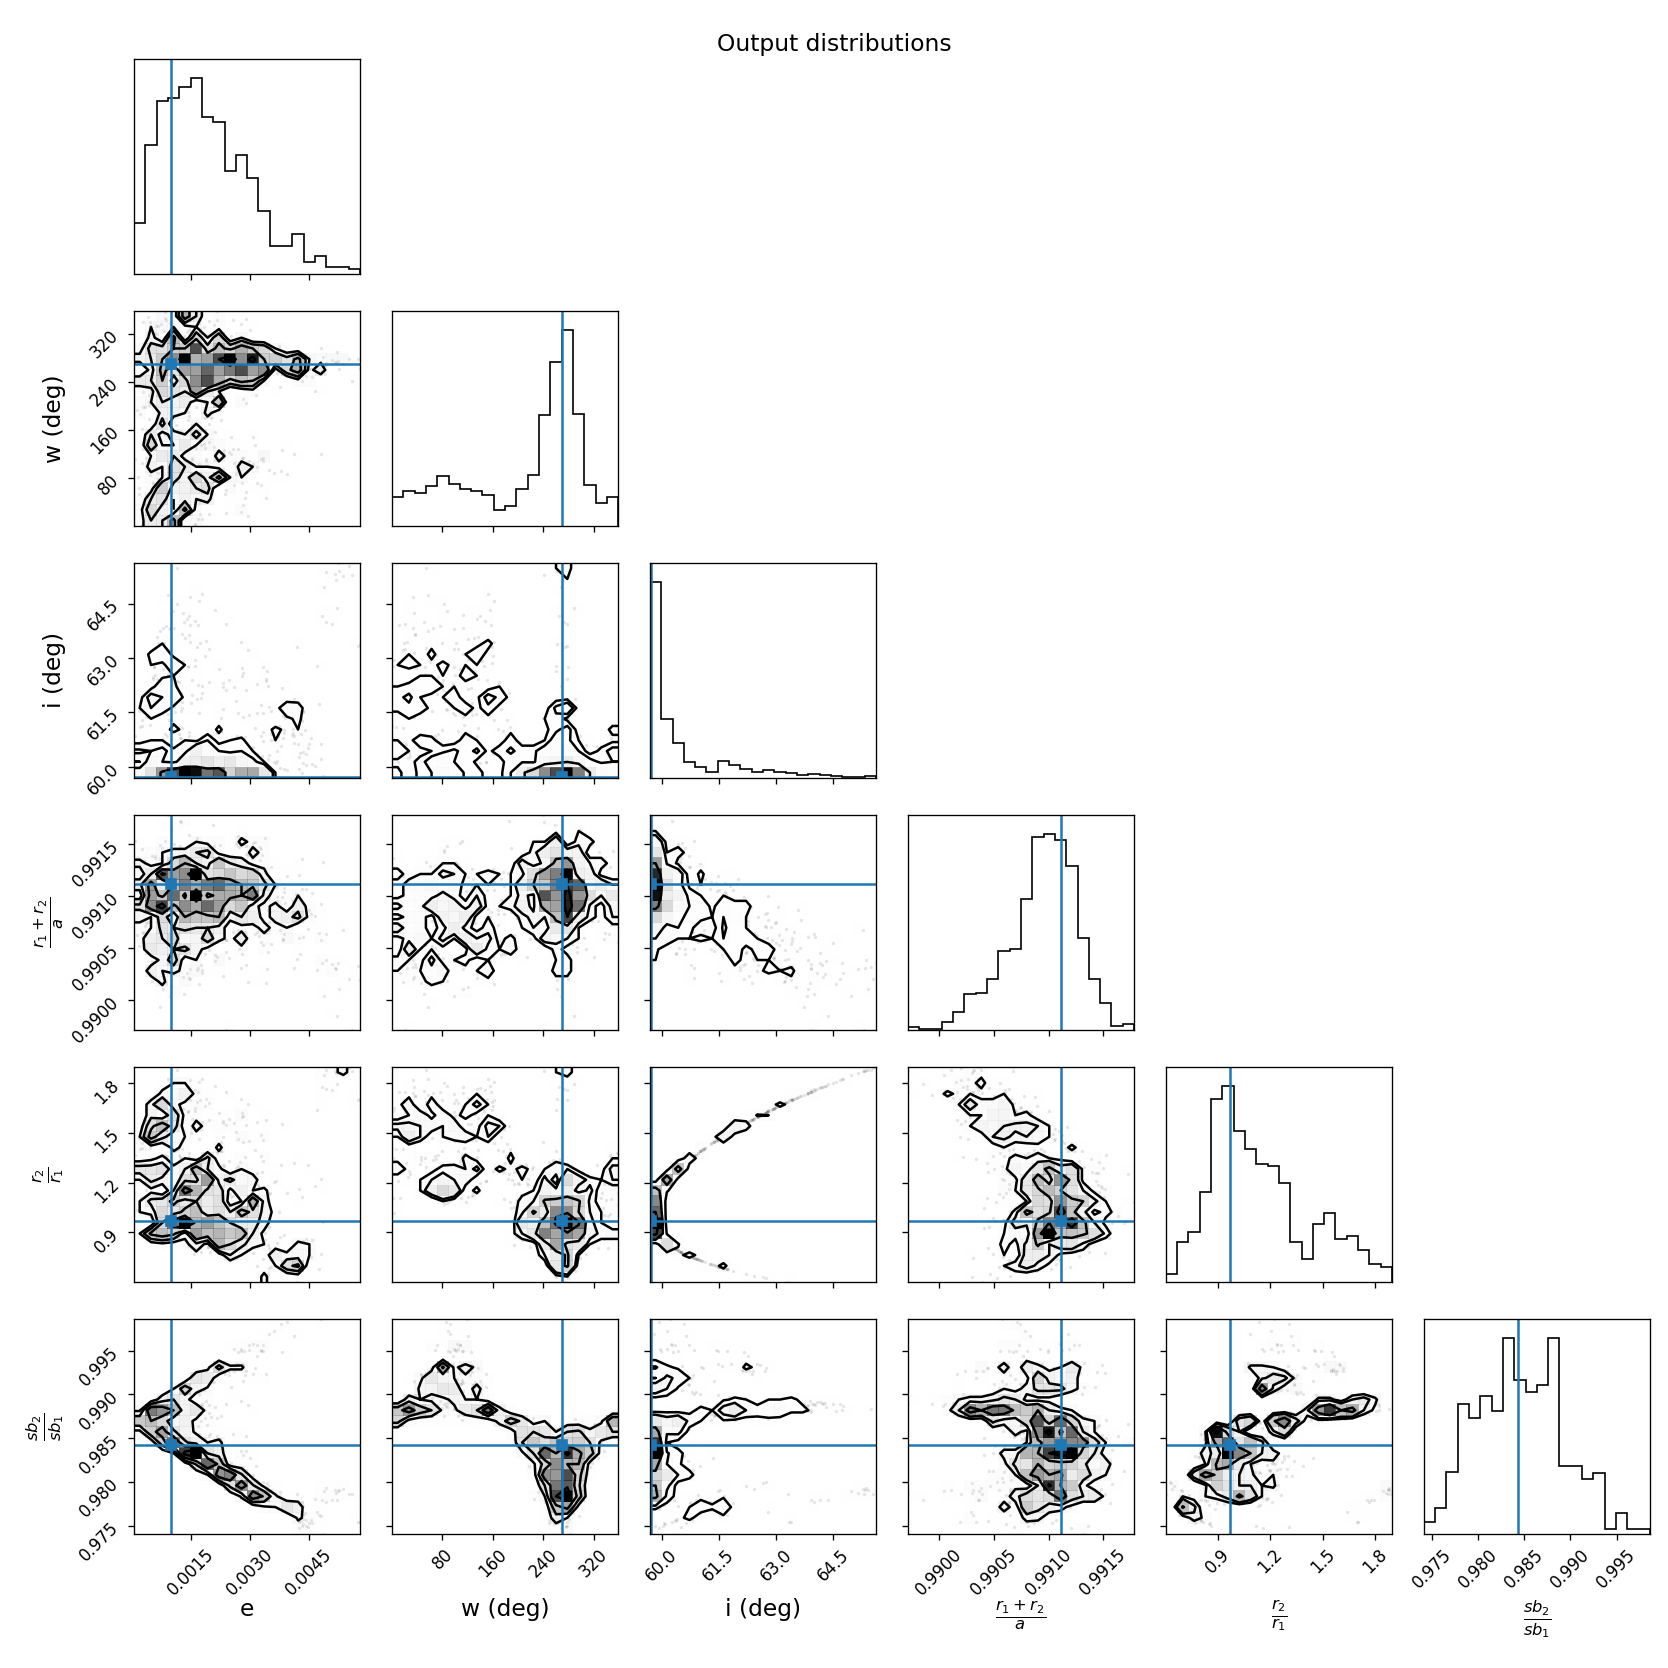 Output distributions
w (deg)
320
240
160
80
i (deg)
64.5
63.0
61.5
60.0
r₁ + r₂
a
0.9915
0.9910
0.9905
0.9900
r₂
r₁
1.8
1.5
1.2
0.9
sb₂
sb₁
0.995
0.990
0.985
0.980
0.975
0.0015 0.0030 0.0045 80 160 240 320 60.0 61.5 63.0 64.5 0.9900 0.9905 0.9910 0.9915 0.9 1.2 1.5 1.8 0.975 0.980 0.985 0.990 0.995
e w (deg) i (deg) r₁ + r₂ r₂ sb₂
a r₁ sb₁